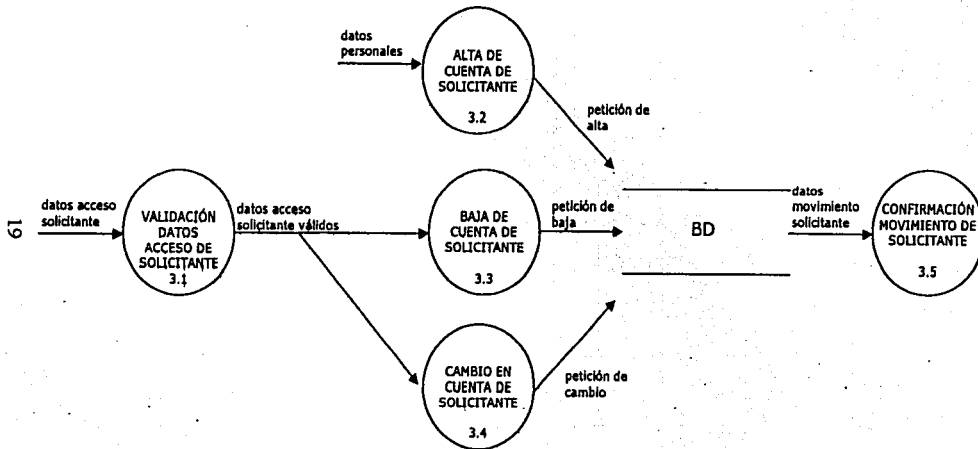 datos
personales
ALTA DE
CUENTA DE
SOLICITANTE
3.2
petición de
alta
19
datos acceso
solicitante
VALIDACIÓN
DATOS
ACCESO DE
SOLICITANTE
3.1
datos acceso
solicitante válidos
BAJA DE
CUENTA DE
SOLICITANTE
3.3
petición de
baja
BD
datos
movimiento
solicitante
CONFIRMACIÓN
MOVIMIENTO DE
SOLICITANTE
3.5
CAMBIO EN
CUENTA DE
SOLICITANTE
3.4
petición de
cambio